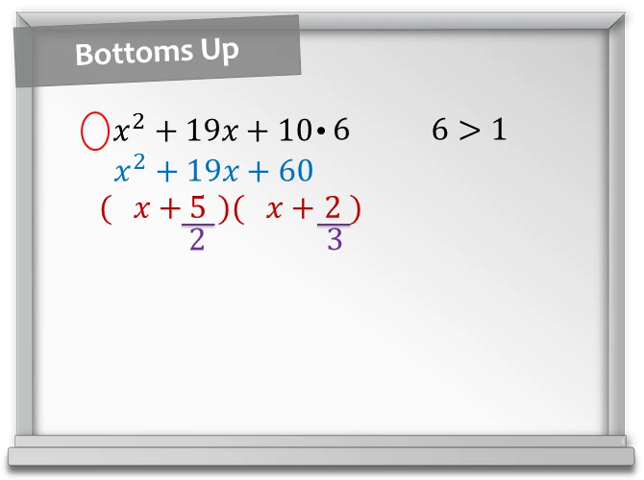 Bottoms Up
x² + 19x + 10 • 6 6 > 1
x² + 19x + 60
( x + 5/2 )( x + 2/3 )